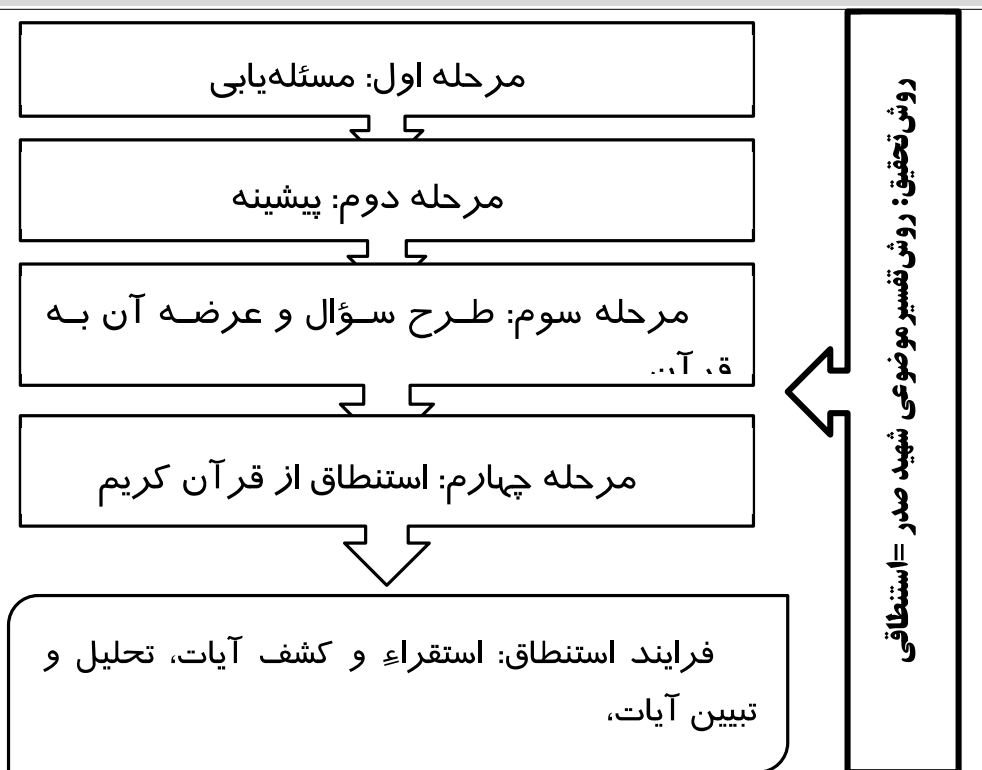 روش تحقیق: روش تفسیر موضوعی شهید صدر =استنطاقی
مرحله اول: مسئله‌یابی
مرحله دوم: پیشینه
مرحله سوم: طرح سؤال و عرضه آن به
قرآن
مرحله چهارم: استنطاق از قرآن کریم
فرایند استنطاق: استقراءِ و کشف آیات، تحلیل و
تبیین آیات،